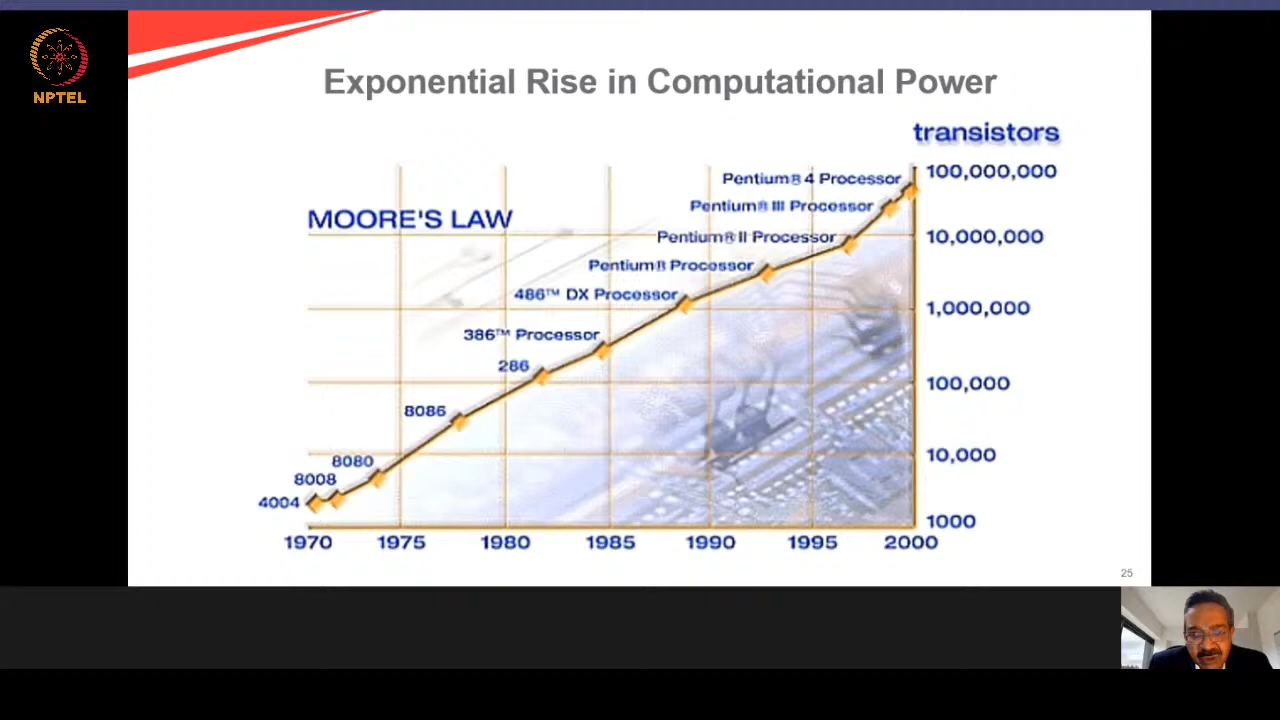 NPTEL
Exponential Rise in Computational Power
transistors
MOORE'S LAW
Pentium® 4 Processor
Pentium® III Processor
Pentium® II Processor
Pentium® Processor
486™ DX Processor
386™ Processor
286
8086
8080
8008
4004
100,000,000
10,000,000
1,000,000
100,000
10,000
1000
1970 1975 1980 1985 1990 1995 2000
25